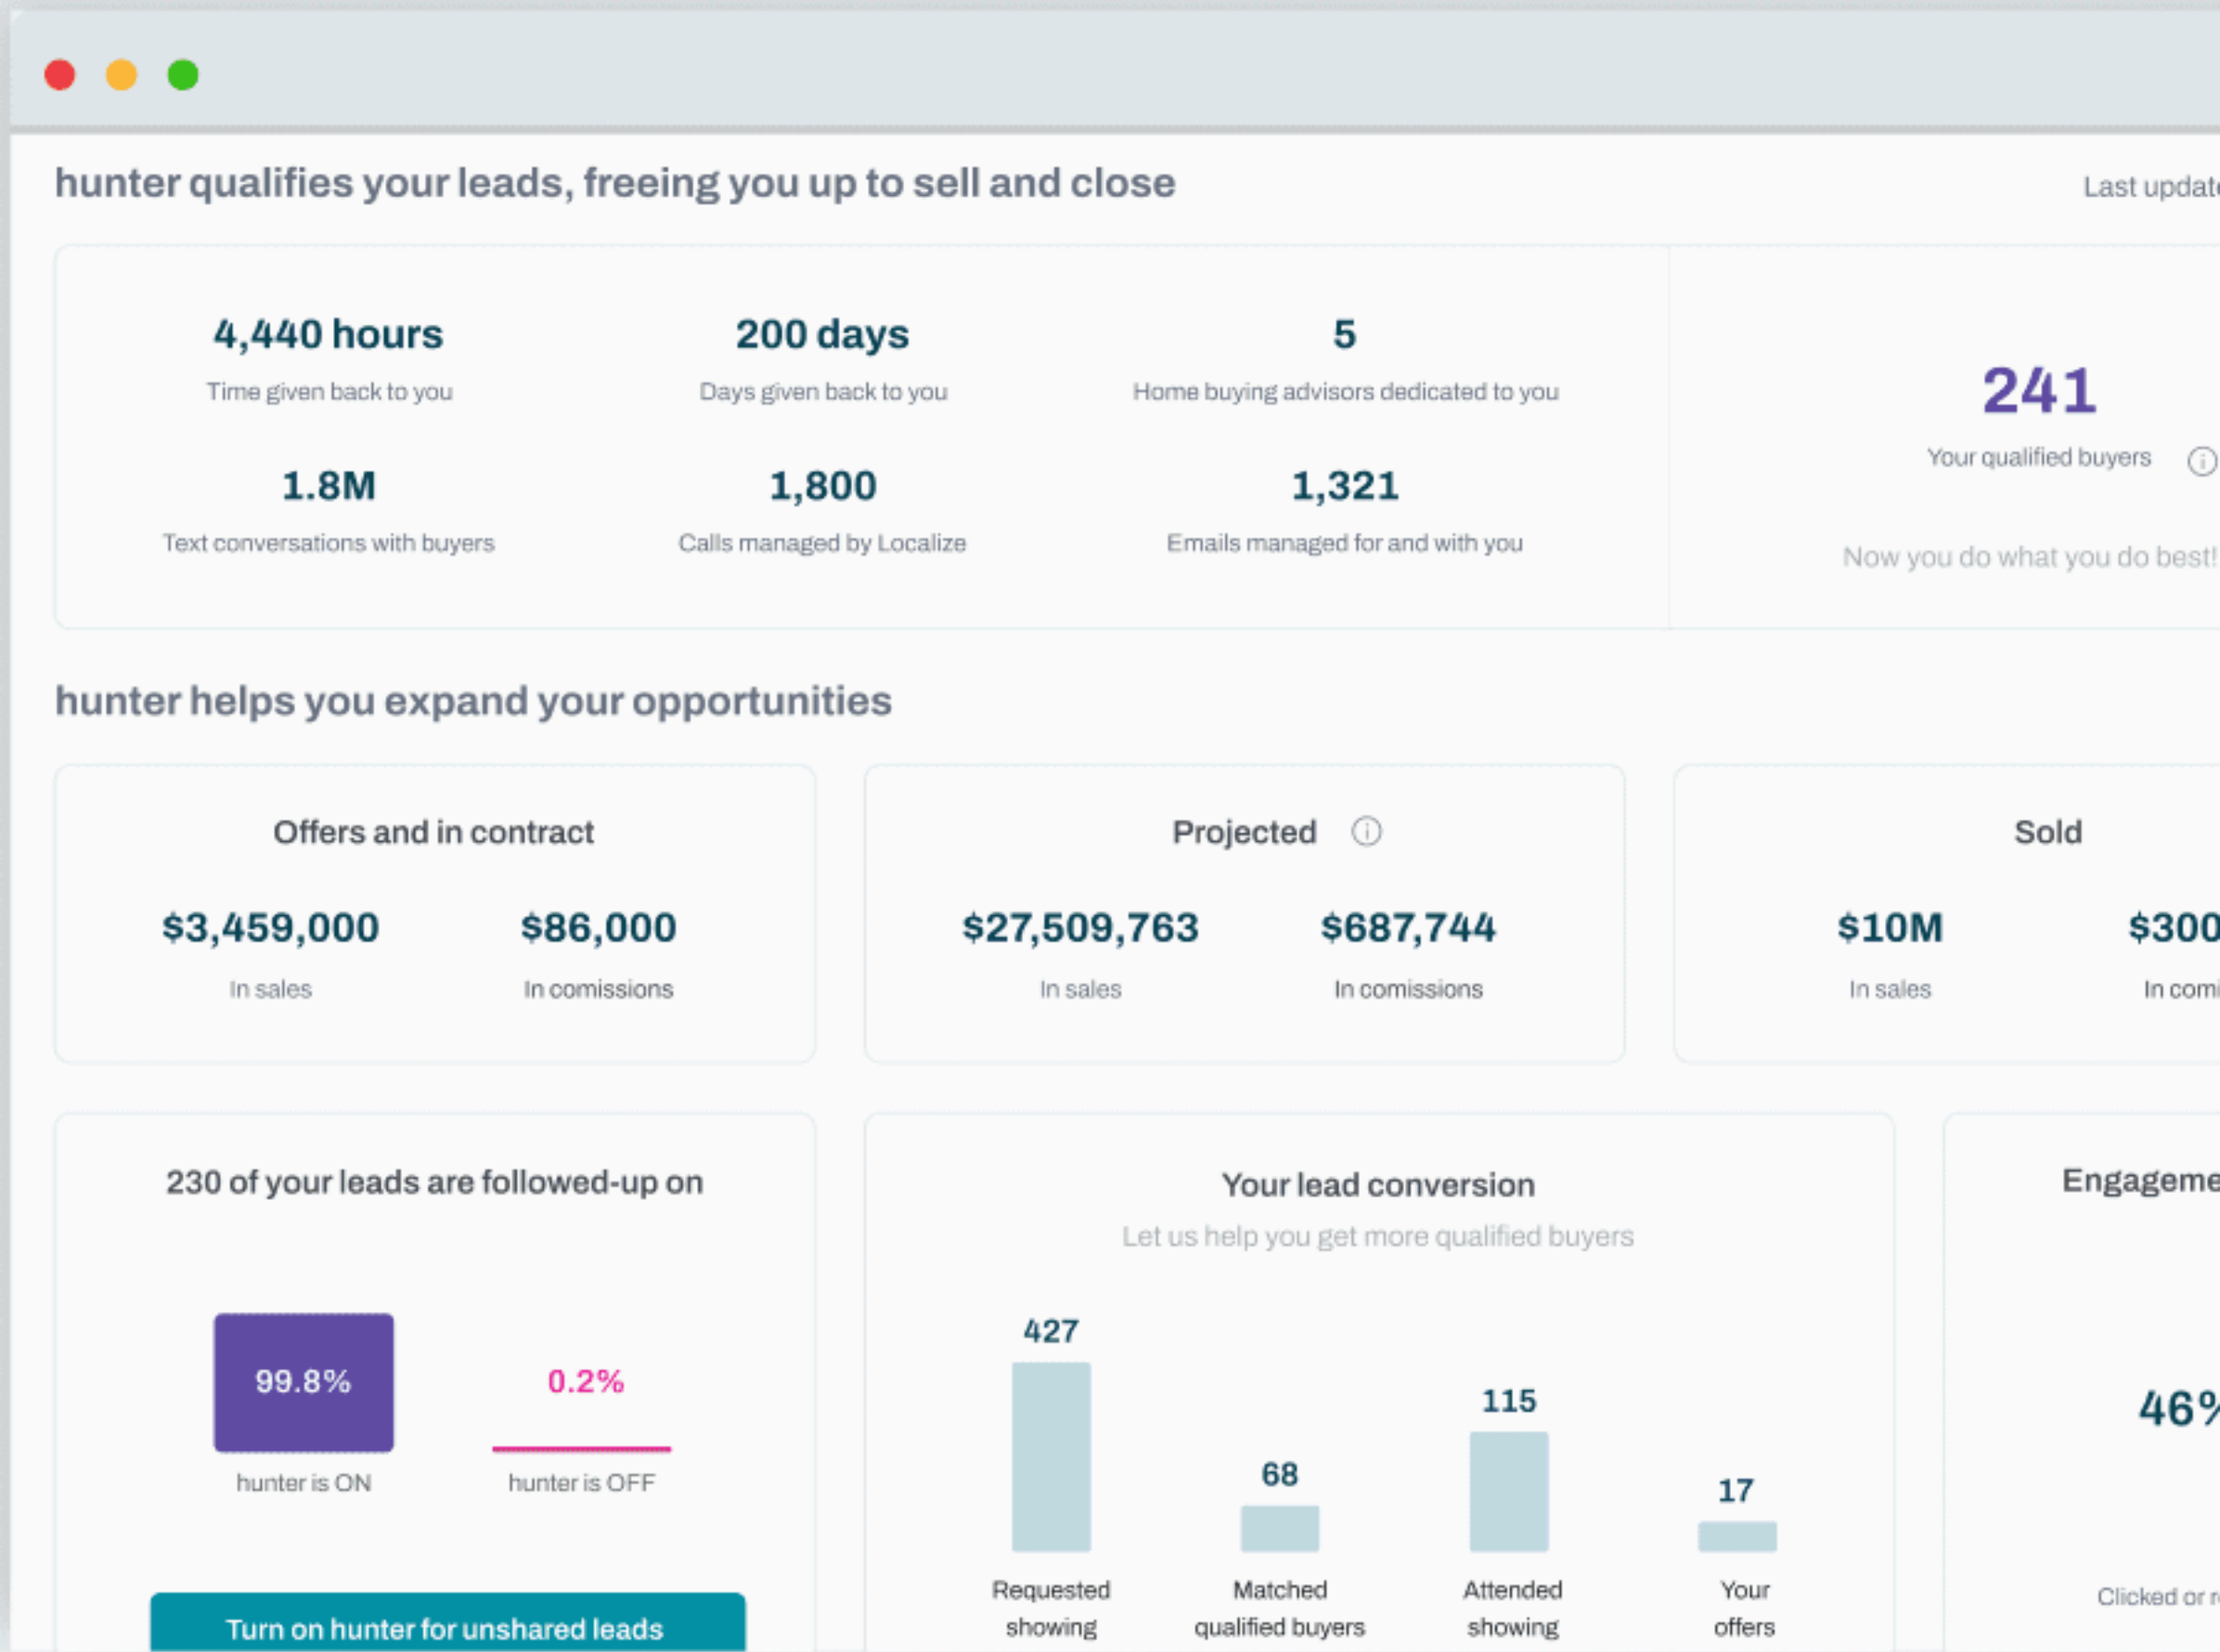 hunter qualifies your leads, freeing you up to sell and close
Last
4,440 hours
Time given back to you
200 days
Days given back to you
5
Home buying advisors dedicated to you
1.8M
Text conversations with buyers
1,800
Calls managed by Localize
1,321
Emails managed for and with you
241
Your qualified buyers
Now you do what you do best!
hunter helps you expand your opportunities
Offers and in contract
$3,459,000
In sales
$86,000
In comissions
Projected
$27,509,763
In sales
$687,744
In comissions
Sold
$10M
In sales
$300
In
230 of your leads are followed-up on
99.8%
hunter is ON
0.2%
hunter is OFF
Turn on hunter for unshared leads
Your lead conversion
Let us help you get more qualified buyers
427
Requested
showing
68
Matched
qualified buyers
115
Attended
showing
17
Your
offers
46%
Clicked or